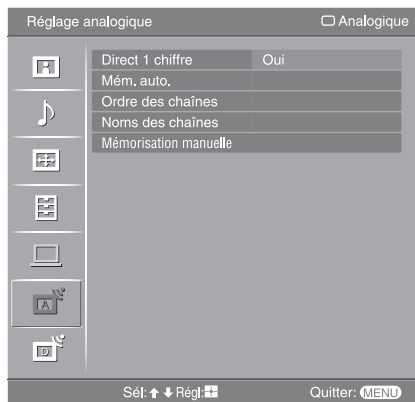 Réglage analogique Analogique
Direct 1 chiffre Oui
Mém. auto.
Ordre des chaînes
Noms des chaînes
Mémorisation manuelle
A
D
Sél: Régl: Quitter: MENU